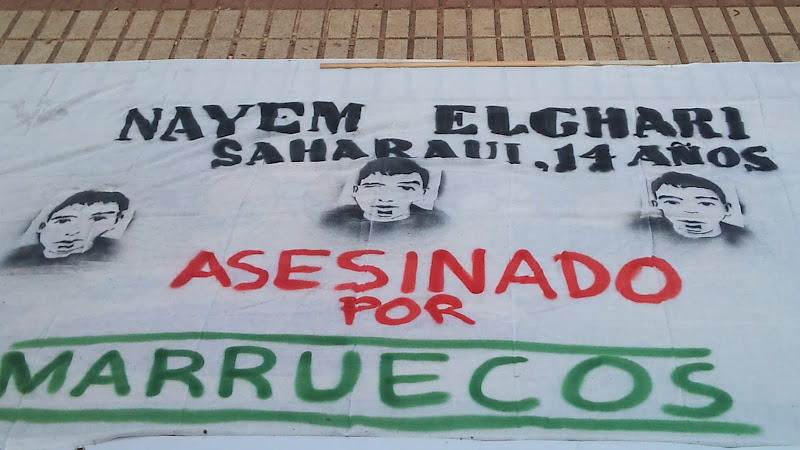 NAYEM ELGHARI
SAHARAUI, 14 AÑOS
ASESINADO
POR
MARRUECOS